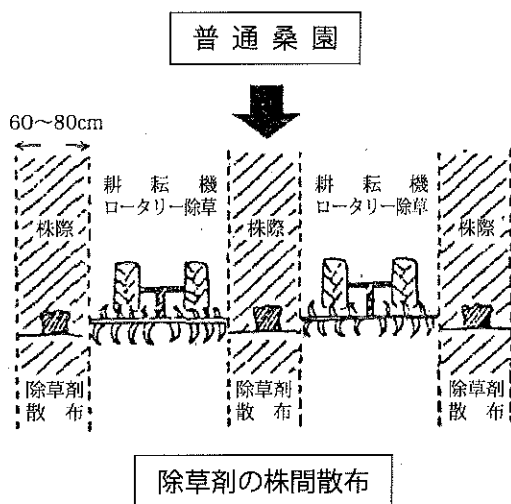 普通桑園
60〜80cm
耕耘機
ロータリー除草
耕耘機
ロータリー除草
株際
株際
株際
除草剤
散布
除草剤
散布
除草剤
散布
除草剤の株間散布